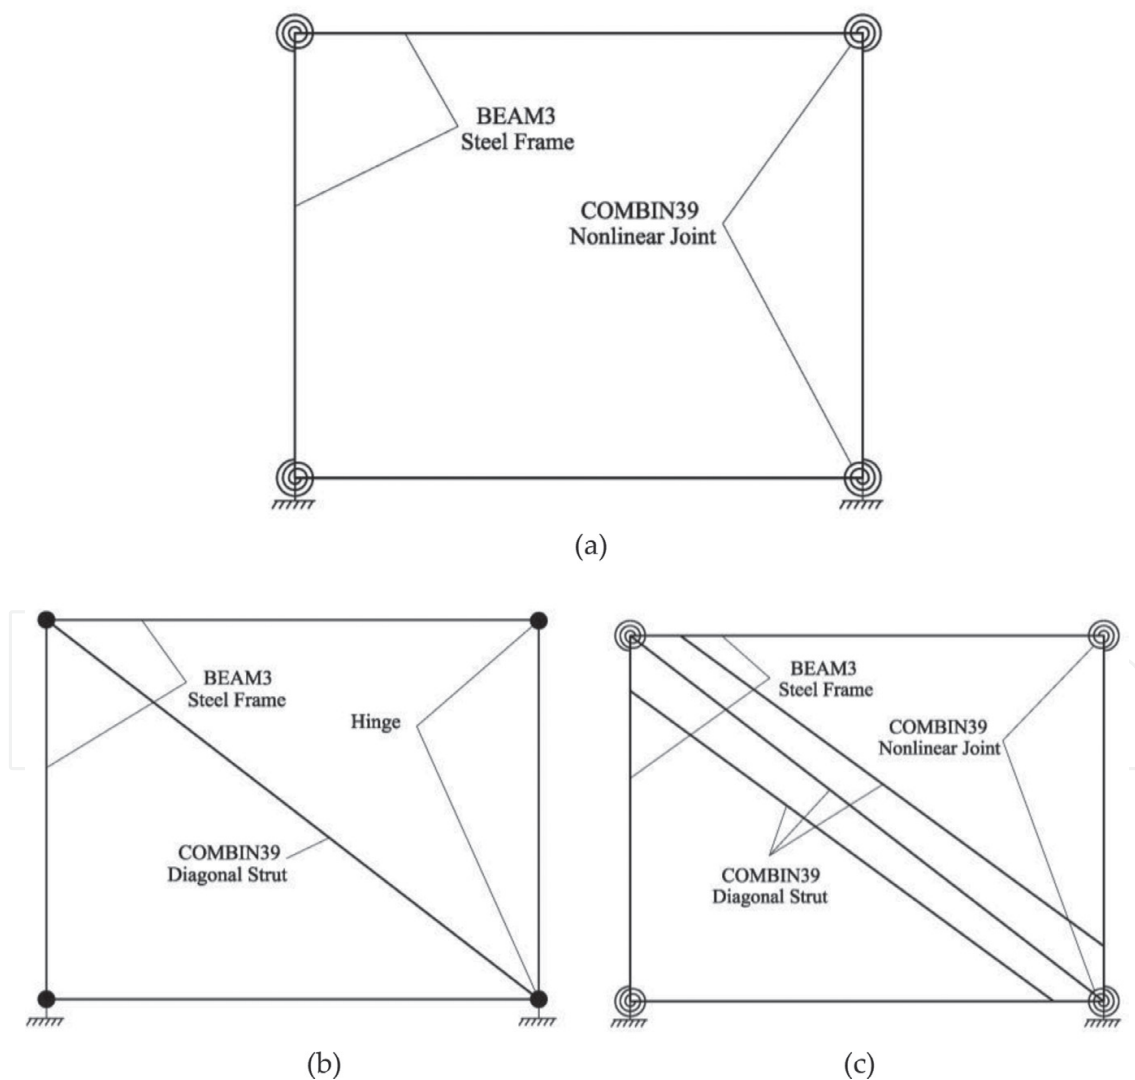 BEAM3
Steel Frame
COMBIN39
Nonlinear Joint
(a)
BEAM3
Steel Frame
Hinge
COMBIN39
Diagonal Strut
(b)
BEAM3
Steel Frame
COMBIN39
Nonlinear Joint
COMBIN39
Diagonal Strut
(c)